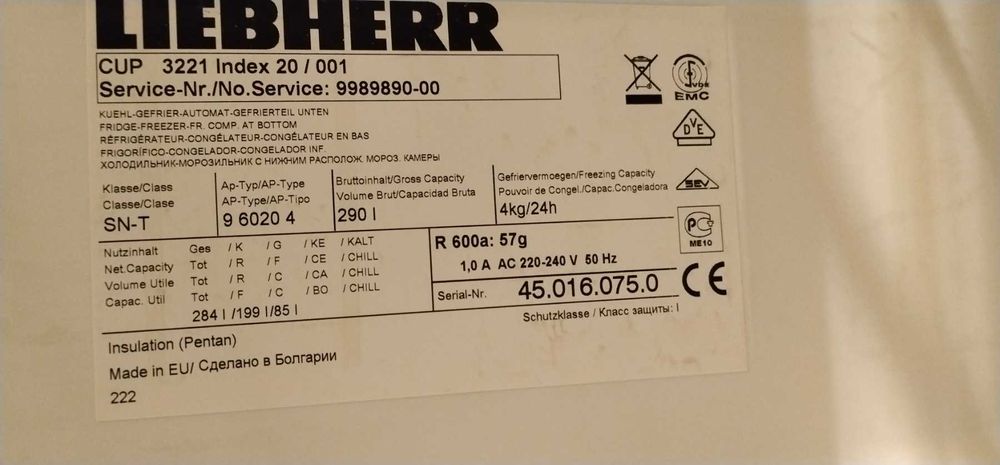 LIEBHERR
CUP 3221 Index 20 / 001
Service-Nr./No.Service: 9989890-00
KUEHL-GEFRIER-AUTOMAT-GEFRIERTEIL UNTEN
FRIDGE-FREEZER-FR. COMP. AT BOTTOM
RÉFRIGÉRATEUR-CONGÉLATEUR-CONGÉLATEUR EN BAS
FRIGORÍFICO-CONGELADOR-CONGELADOR INF.
ХОЛОДИЛЬНИК-МОРОЗИЛЬНИК С НИЖНИМ РАСПОЛОЖ. МОРОЗ. КАМЕРЫ
VDE
EMC
DVE
SEV
PC
ME10
CE
Klasse/Class
Classe/Clase
SN-T
Ap-Typ/AP-Type
AP-Type/AP-Tipo
9 6020 4
Bruttoinhalt/Gross Capacity
Volume Brut/Capacidad Bruta
290 l
Gefriervermoegen/Freezing Capacity
Pouvoir de Congel./Capac.Congeladora
4kg/24h
Nutzinhalt Ges / K / G / KE / KALT
Net.Capacity Tot / R / F / CE / CHILL
Volume Utile Tot / R / C / CA / CHILL
Capac. Util Tot / F / C / BO / CHILL
284 l /199 l/85 l
R 600a: 57g
1,0 A AC 220-240 V 50 Hz
Serial-Nr. 45.016.075.0
Schutzklasse / Класс защиты: I
Insulation (Pentan)
Made in EU/ Сделано в Болгарии
222